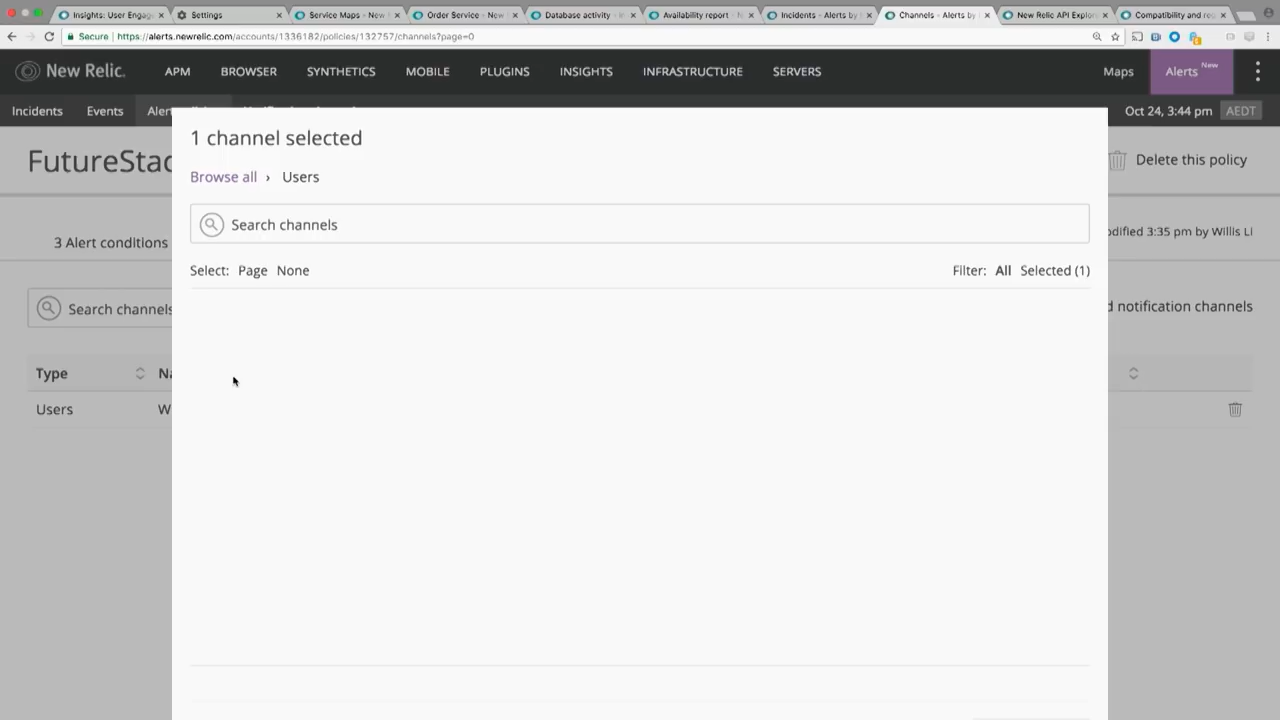 Insights: User Engag
Settings
Service Maps - New
Order Service - New
Database activity -
Availability report -
Incidents - Alerts by
Channels - Alerts by
New Relic API Explor
Compatibility and re
Secure | https://alerts.newrelic.com/accounts/1336182/policies/132757/channels?page=0
New Relic.
APM
BROWSER
SYNTHETICS
MOBILE
PLUGINS
INSIGHTS
INFRASTRUCTURE
SERVERS
Maps
Alerts New
Incidents
Events
Oct 24, 3:44 pm AEDT
FutureStac
Delete this policy
1 channel selected
Browse all › Users
Search channels
3 Alert conditions
odified 3:35 pm by Willis Li
Select: Page None
Filter: All Selected (1)
Search channels
d notification channels
Type
Na
Users
W